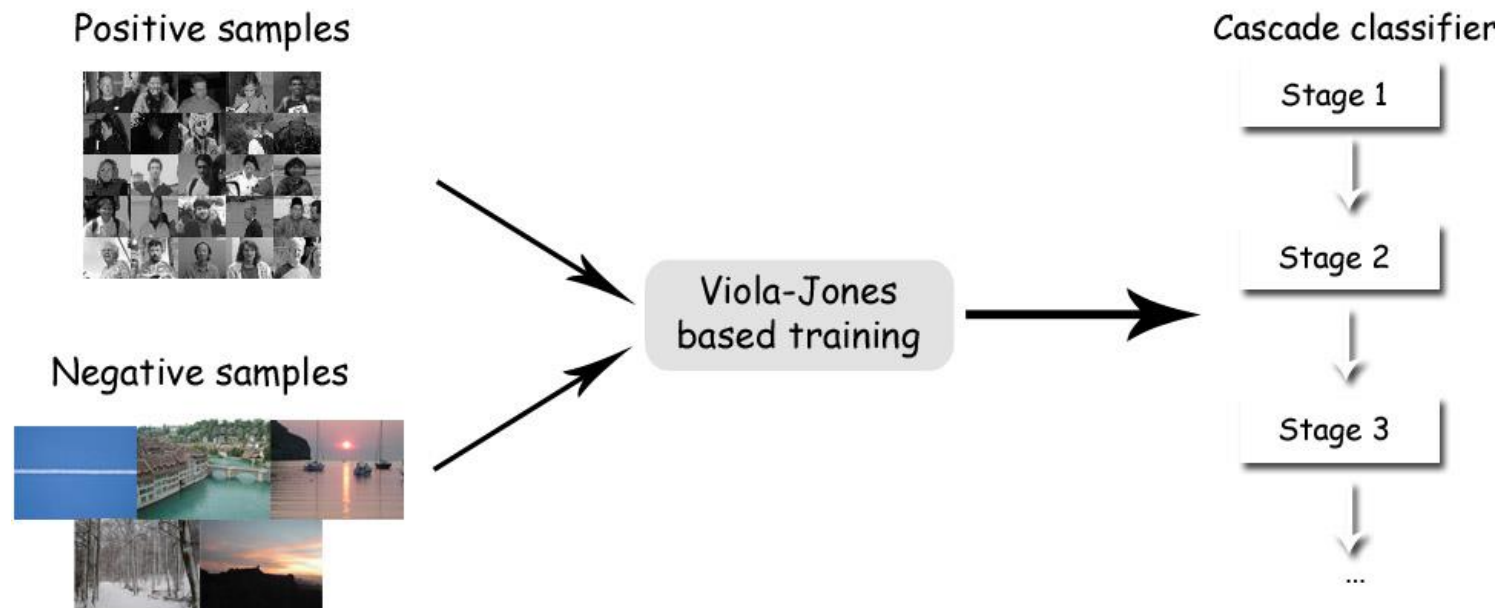 Positive samples
Negative samples
Viola-Jones
based training
Cascade classifier
Stage 1
Stage 2
Stage 3
...